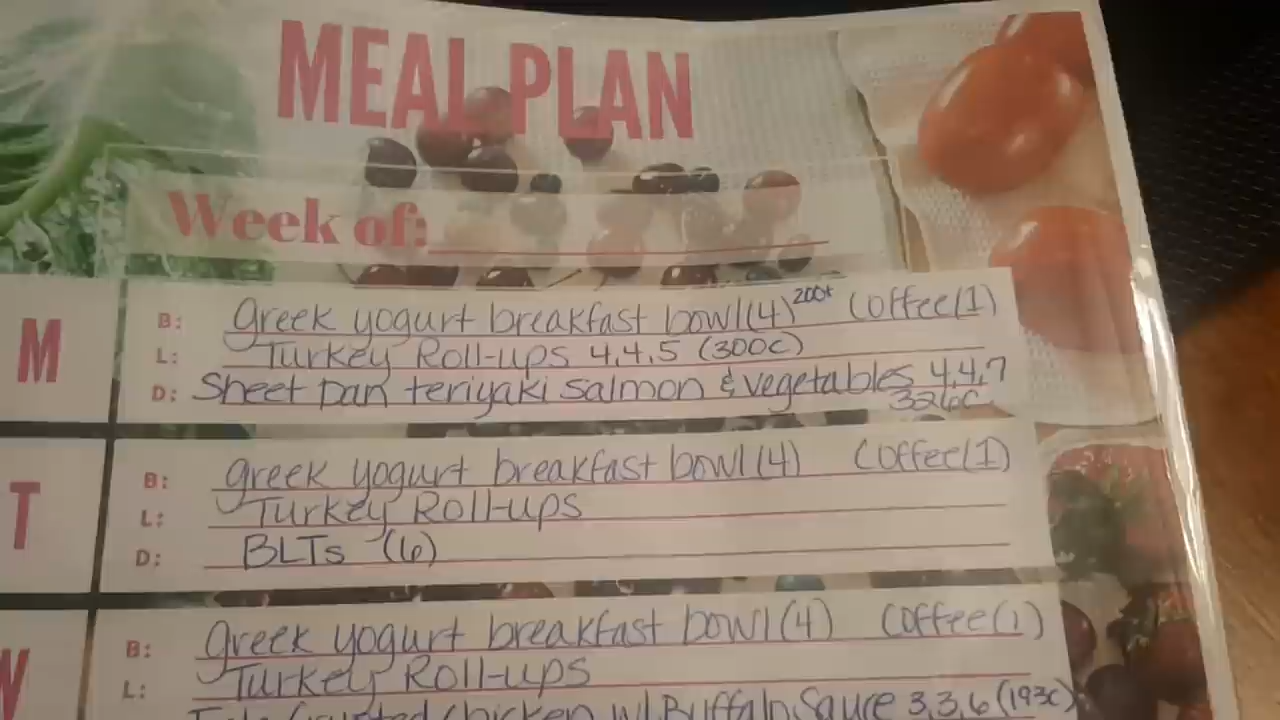 MEAL PLAN
Week of:
M
B: Greek yogurt breakfast bowl(4) 200+ Coffee(1)
L: Turkey Roll-ups 4,4,5 (300c)
D: Sheet pan teriyaki salmon & vegetables 4,4,7
326c
T
B: Greek yogurt breakfast bowl(4) Coffee(1)
L: Turkey Roll-ups
D: BLTs (6)
W
B: Greek yogurt breakfast bowl(4) Coffee(1)
L: Turkey Roll-ups
Chicken w/ Buffalo Sauce 3,3,6 (193c)